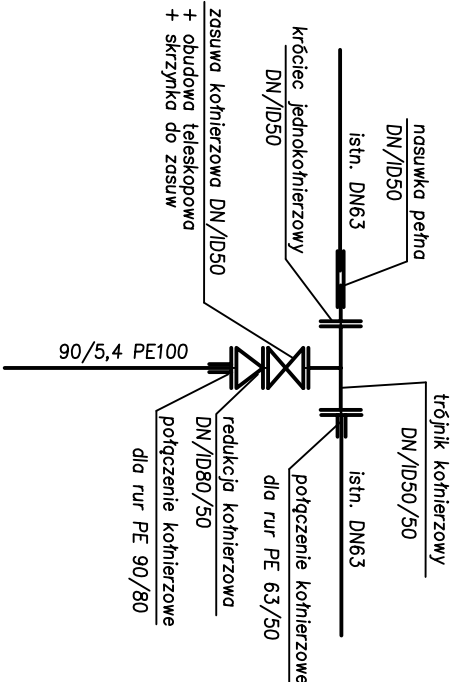 nasuwka pełna
DN/ID50
istn. DN63
króciec jednokołnierzowy
DN/ID50
zasuwa kołnierzowa DN/ID50
+ obudowa teleskopowa
+ skrzynka do zasuw
trójnik kołnierzowy
DN/ID50/50
istn. DN63
połączenie kołnierzowe
dla rur PE 63/50
redukcja kołnierzowa
DN/ID80/50
połączenie kołnierzowe
dla rur PE 90/80
90/5,4 PE100